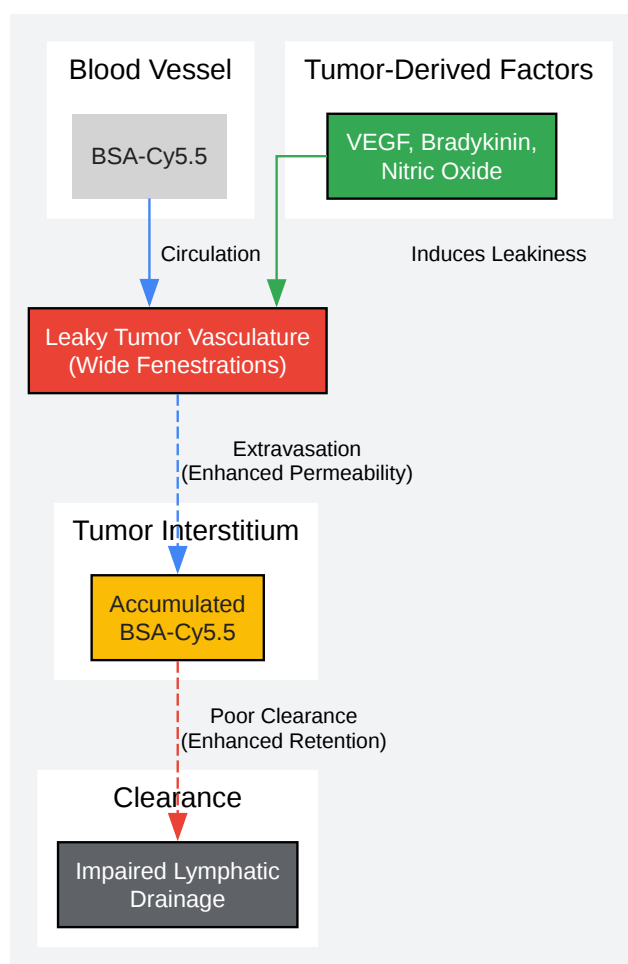 Blood Vessel
Tumor-Derived Factors
BSA-Cy5.5
VEGF, Bradykinin,
Nitric Oxide
Circulation
Induces Leakiness
Leaky Tumor Vasculature
(Wide Fenestrations)
Extravasation
(Enhanced Permeability)
Tumor Interstitium
Accumulated
BSA-Cy5.5
Poor Clearance
(Enhanced Retention)
Clearance
Impaired Lymphatic
Drainage